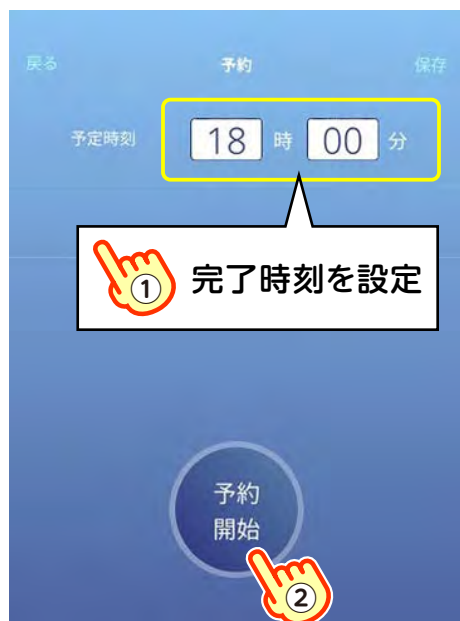 戻る 予約 保存
予定時刻 18 時 00 分
① 完了時刻を設定
予約
開始
②